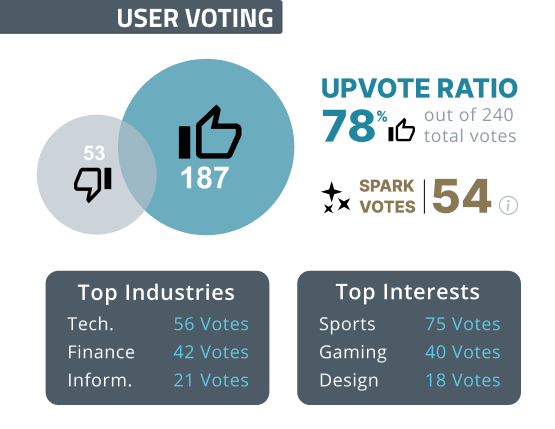 USER VOTING
53
187
UPVOTE RATIO
78% out of 240
total votes
SPARK
VOTES | 54 i
Top Industries
Tech. 56 Votes
Finance 42 Votes
Inform. 21 Votes
Top Interests
Sports 75 Votes
Gaming 40 Votes
Design 18 Votes